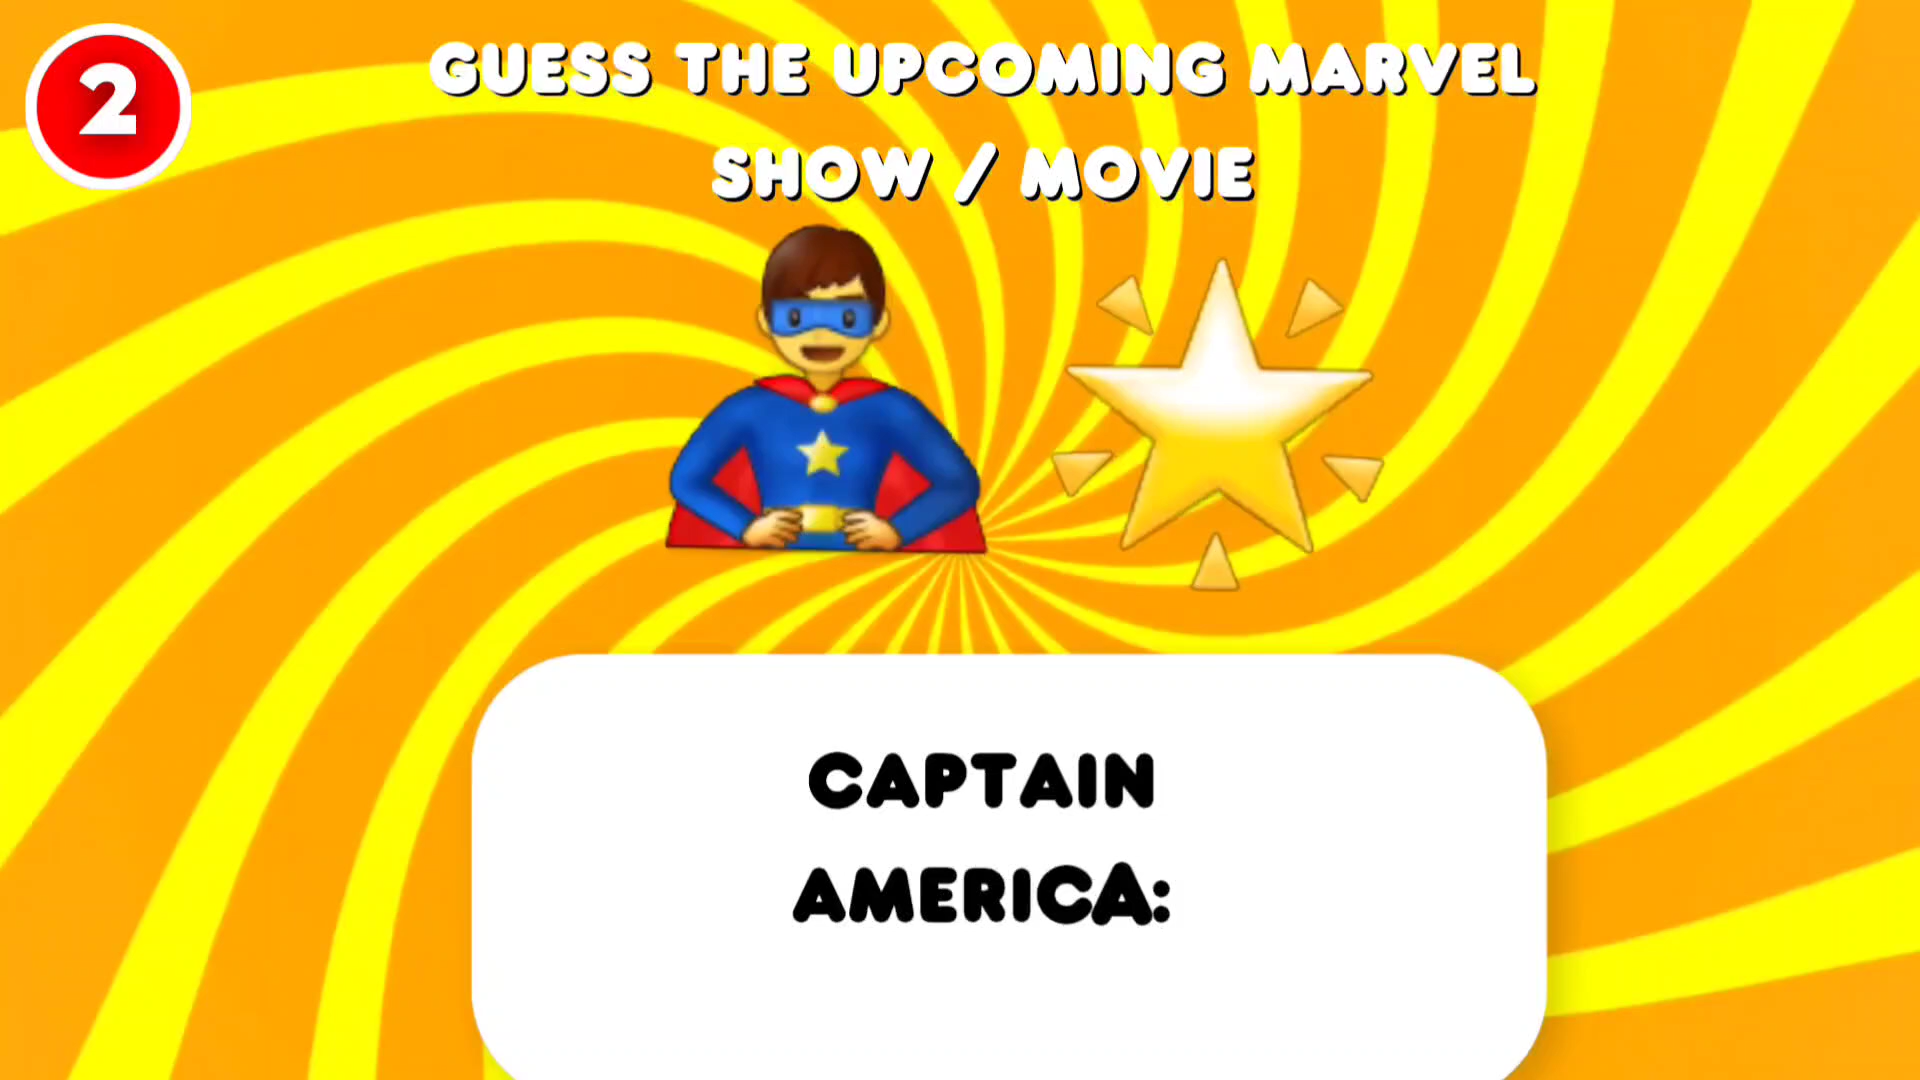 2
GUESS THE UPCOMING MARVEL
SHOW / MOVIE
CAPTAIN
AMERICA: